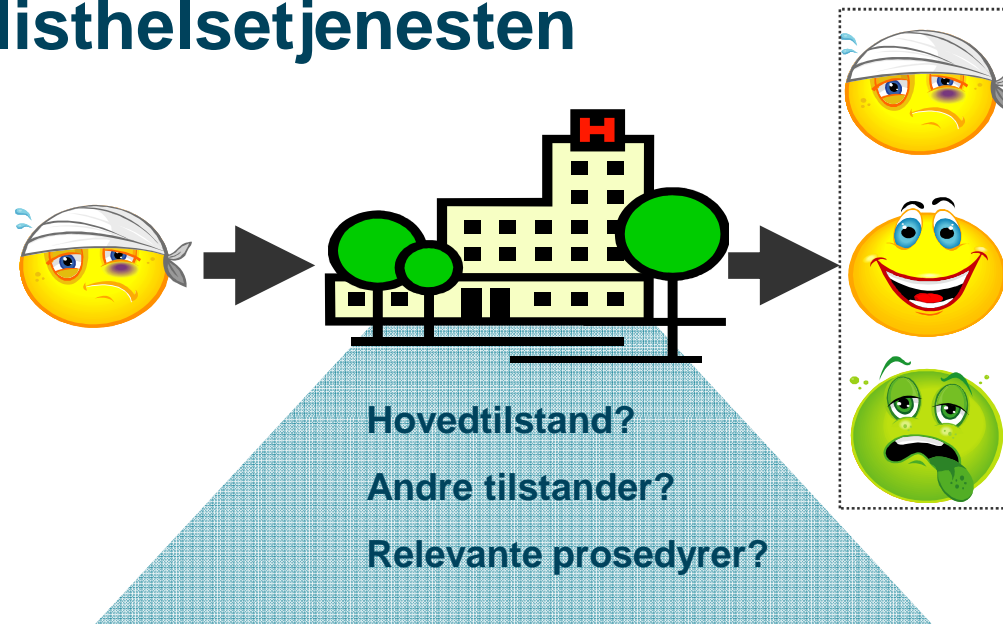 listhelsetjenesten
H
Hovedtilstand?
Andre tilstander?
Relevante prosedyrer?